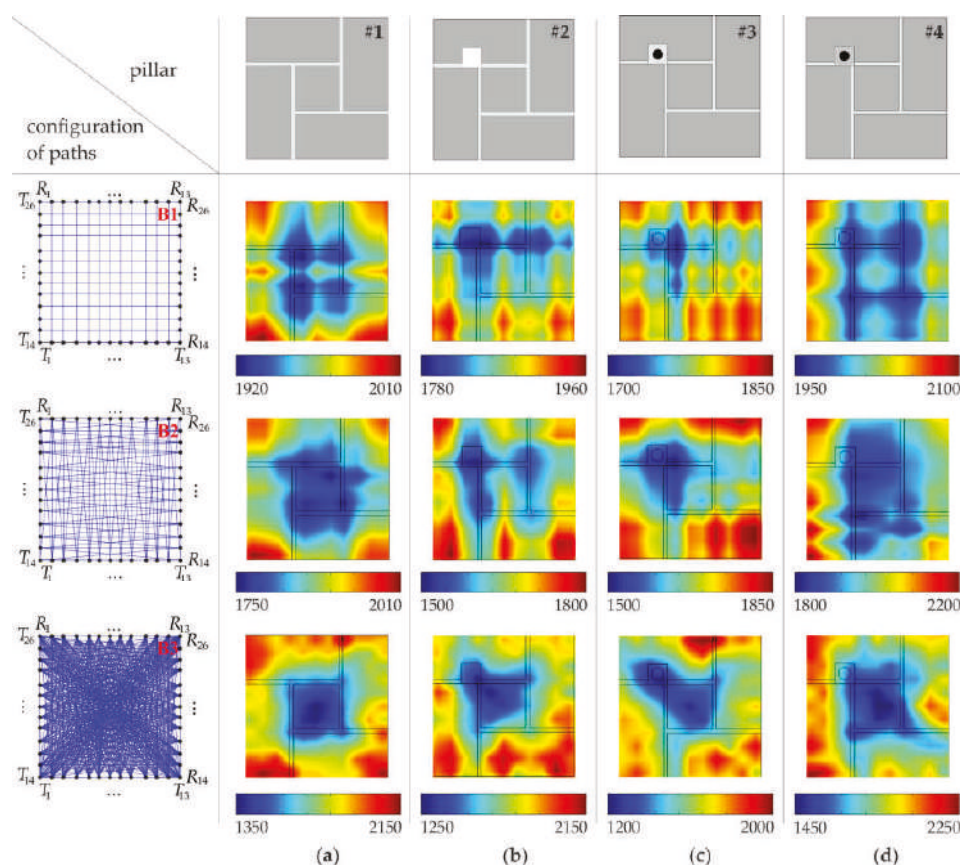 #1 #2 #3 #4
pillar
configuration
of paths
R1 ... R13
T26 B1 R26
⋮ ⋮
T14 R14
T1 ... T13
1920 2010 1780 1960 1700 1850 1950 2100
R1 ... R13
T26 B2 R26
⋮ ⋮
T14 R14
T1 ... T13
1750 2010 1500 1800 1500 1850 1800 2200
R1 ... R13
T26 B3 R26
⋮ ⋮
T14 R14
T1 ... T13
1350 2150 1250 2150 1200 2000 1450 2250
(a) (b) (c) (d)